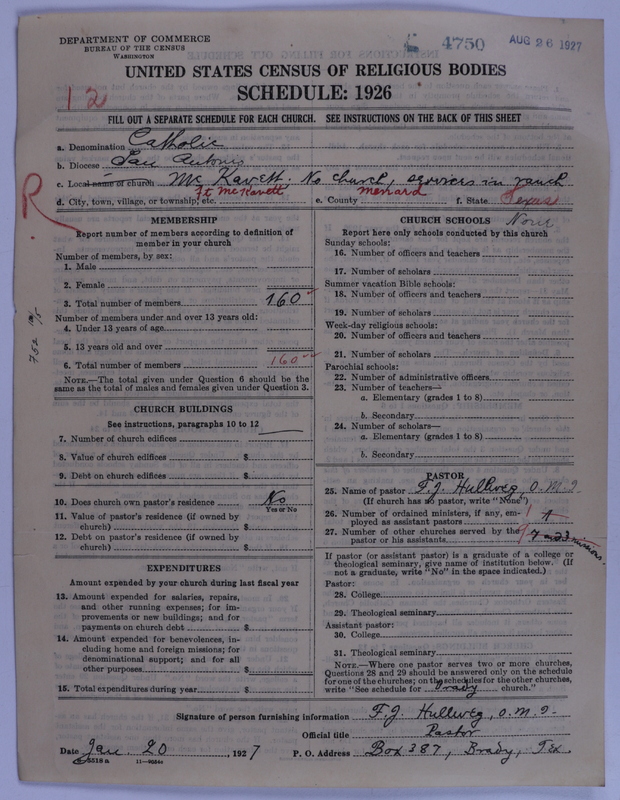 DEPARTMENT OF COMMERCE
BUREAU OF THE CENSUS
WASHINGTON
4750
AUG 26 1927
UNITED STATES CENSUS OF RELIGIOUS BODIES
SCHEDULE: 1926
12
FILL OUT A SEPARATE SCHEDULE FOR EACH CHURCH. SEE INSTRUCTIONS ON THE BACK OF THIS SHEET
a. Denomination Catholic
b. Diocese San Antonio
c. Local name of church Mc Kavett. No church, services in ranch
R
d. City, town, village, or township, etc. Ft McKavett e. County Menard f. State Texas
MEMBERSHIP
Report number of members according to definition of
member in your church
Number of members, by sex:
1. Male
2. Female
3. Total number of members 160
Number of members under and over 13 years old:
4. Under 13 years of age
5. 13 years old and over
6. Total number of members 160
NOTE.—The total given under Question 6 should be the
same as the total of males and females given under Question 3.
CHURCH BUILDINGS
See instructions, paragraphs 10 to 12
7. Number of church edifices
8. Value of church edifices $
9. Debt on church edifices $
10. Does church own pastor's residence No
Yes or No
11. Value of pastor's residence (if owned by
church) $
12. Debt on pastor's residence (if owned by
church) $
EXPENDITURES
Amount expended by your church during last fiscal year
13. Amount expended for salaries, repairs,
and other running expenses; for im-
provements or new buildings; and for
payments on church debt $
14. Amount expended for benevolences, in-
cluding home and foreign missions; for
denominational support; and for all
other purposes $
15. Total expenditures during year $
CHURCH SCHOOLS None
Report here only schools conducted by this church
Sunday schools:
16. Number of officers and teachers
17. Number of scholars
Summer vacation Bible schools:
18. Number of officers and teachers
19. Number of scholars
Week-day religious schools:
20. Number of officers and teachers
21. Number of scholars
Parochial schools:
22. Number of administrative officers
23. Number of teachers—
a. Elementary (grades 1 to 8)
b. Secondary
24. Number of scholars—
a. Elementary (grades 1 to 8)
b. Secondary
PASTOR
25. Name of pastor F. J. Hullweg O. M. I.
(If church has no pastor, write "None")
26. Number of ordained ministers, if any, em-
ployed as assistant pastors 1
27. Number of other churches served by the
pastor or his assistants missions.
If pastor (or assistant pastor) is a graduate of a college or
theological seminary, give name of institution below. (If
not a graduate, write "No" in the space indicated.)
Pastor:
28. College
29. Theological seminary
Assistant pastor:
30. College
31. Theological seminary
NOTE.—Where one pastor serves two or more churches,
Questions 28 and 29 should be answered only on the schedule
for one of the churches; on the schedules for the other churches,
write "See schedule for Brady church."
Signature of person furnishing information F. J. Hullweg, O. M. I.
Official title Pastor
Date Jan. 20, 1927 P. O. Address Box 387, Brady, Tex.